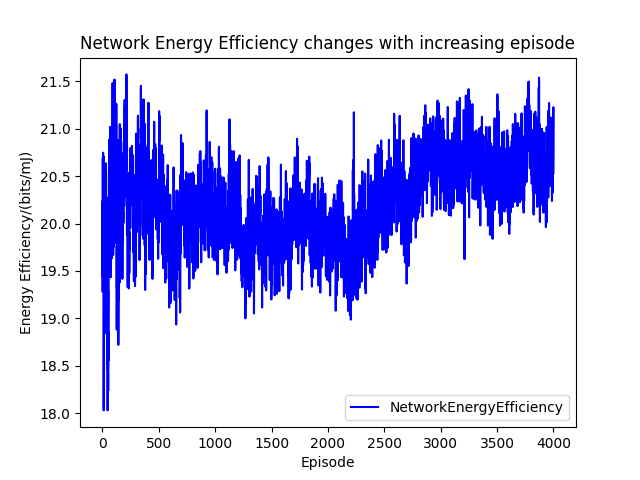 Network Energy Efficiency changes with increasing episode
Energy Efficiency/(bits/mJ)
21.5
21.0
20.5
20.0
19.5
19.0
18.5
18.0
NetworkEnergyEfficiency
0 500 1000 1500 2000 2500 3000 3500 4000
Episode